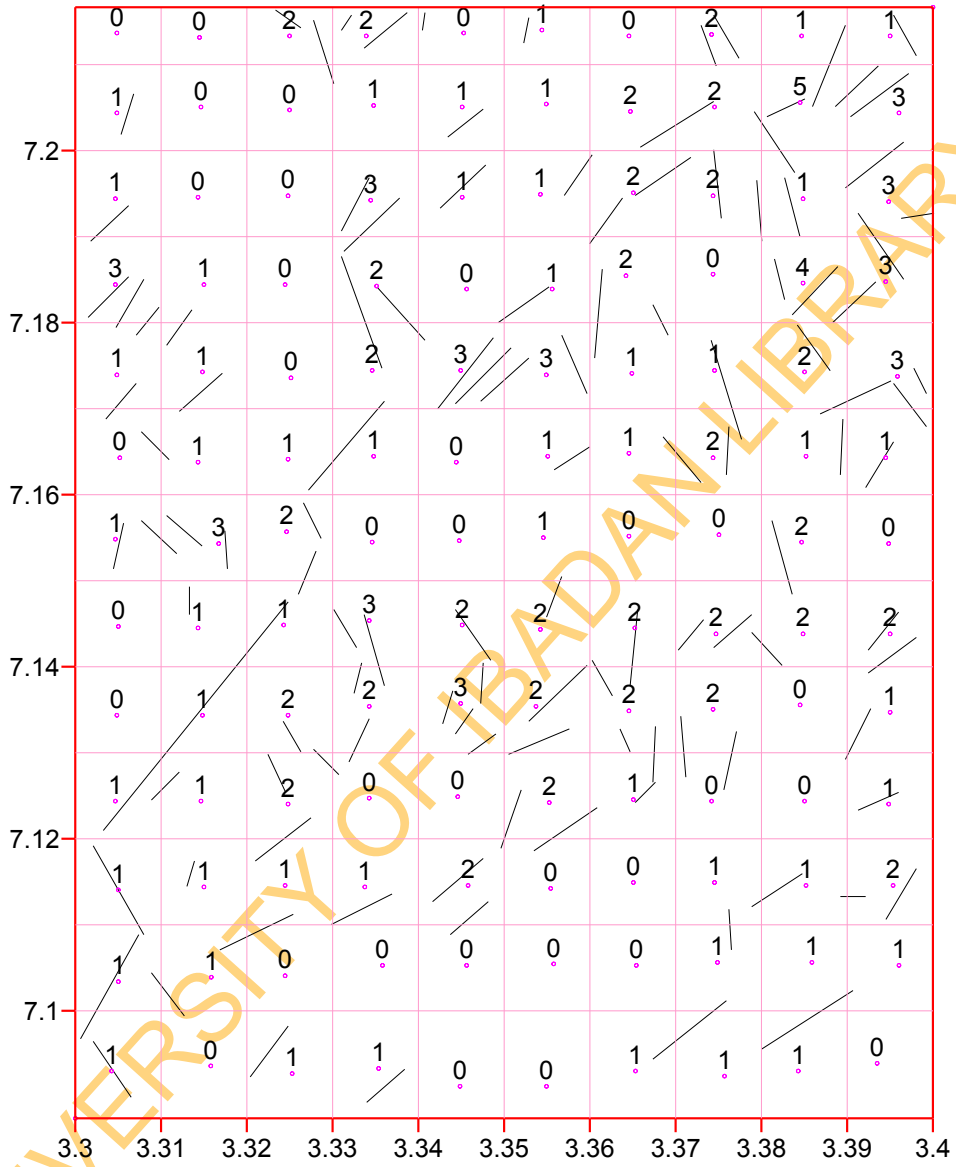 0 0 2 2 0 1 0 2 1 1
1 0 0 1 1 1 2 2 5 3
7.2
1 0 0 3 1 1 2 2 1 3
3 1 0 2 0 1 2 0 4 3
7.18
1 1 0 2 3 3 1 1 2 3
0 1 1 1 0 1 1 2 1 1
7.16
1 3 2 0 0 1 0 0 2 0
0 1 1 3 2 2 2 2 2 2
7.14
0 1 2 2 3 2 2 2 0 1
1 1 2 0 0 2 1 0 0 1
7.12
1 1 1 1 2 0 0 1 1 2
1 1 0 0 0 0 0 1 1 1
7.1
1 0 1 1 0 0 1 1 1 0
3.3 3.31 3.32 3.33 3.34 3.35 3.36 3.37 3.38 3.39 3.4
UNIVERSITY OF IBADAN LIBRARY